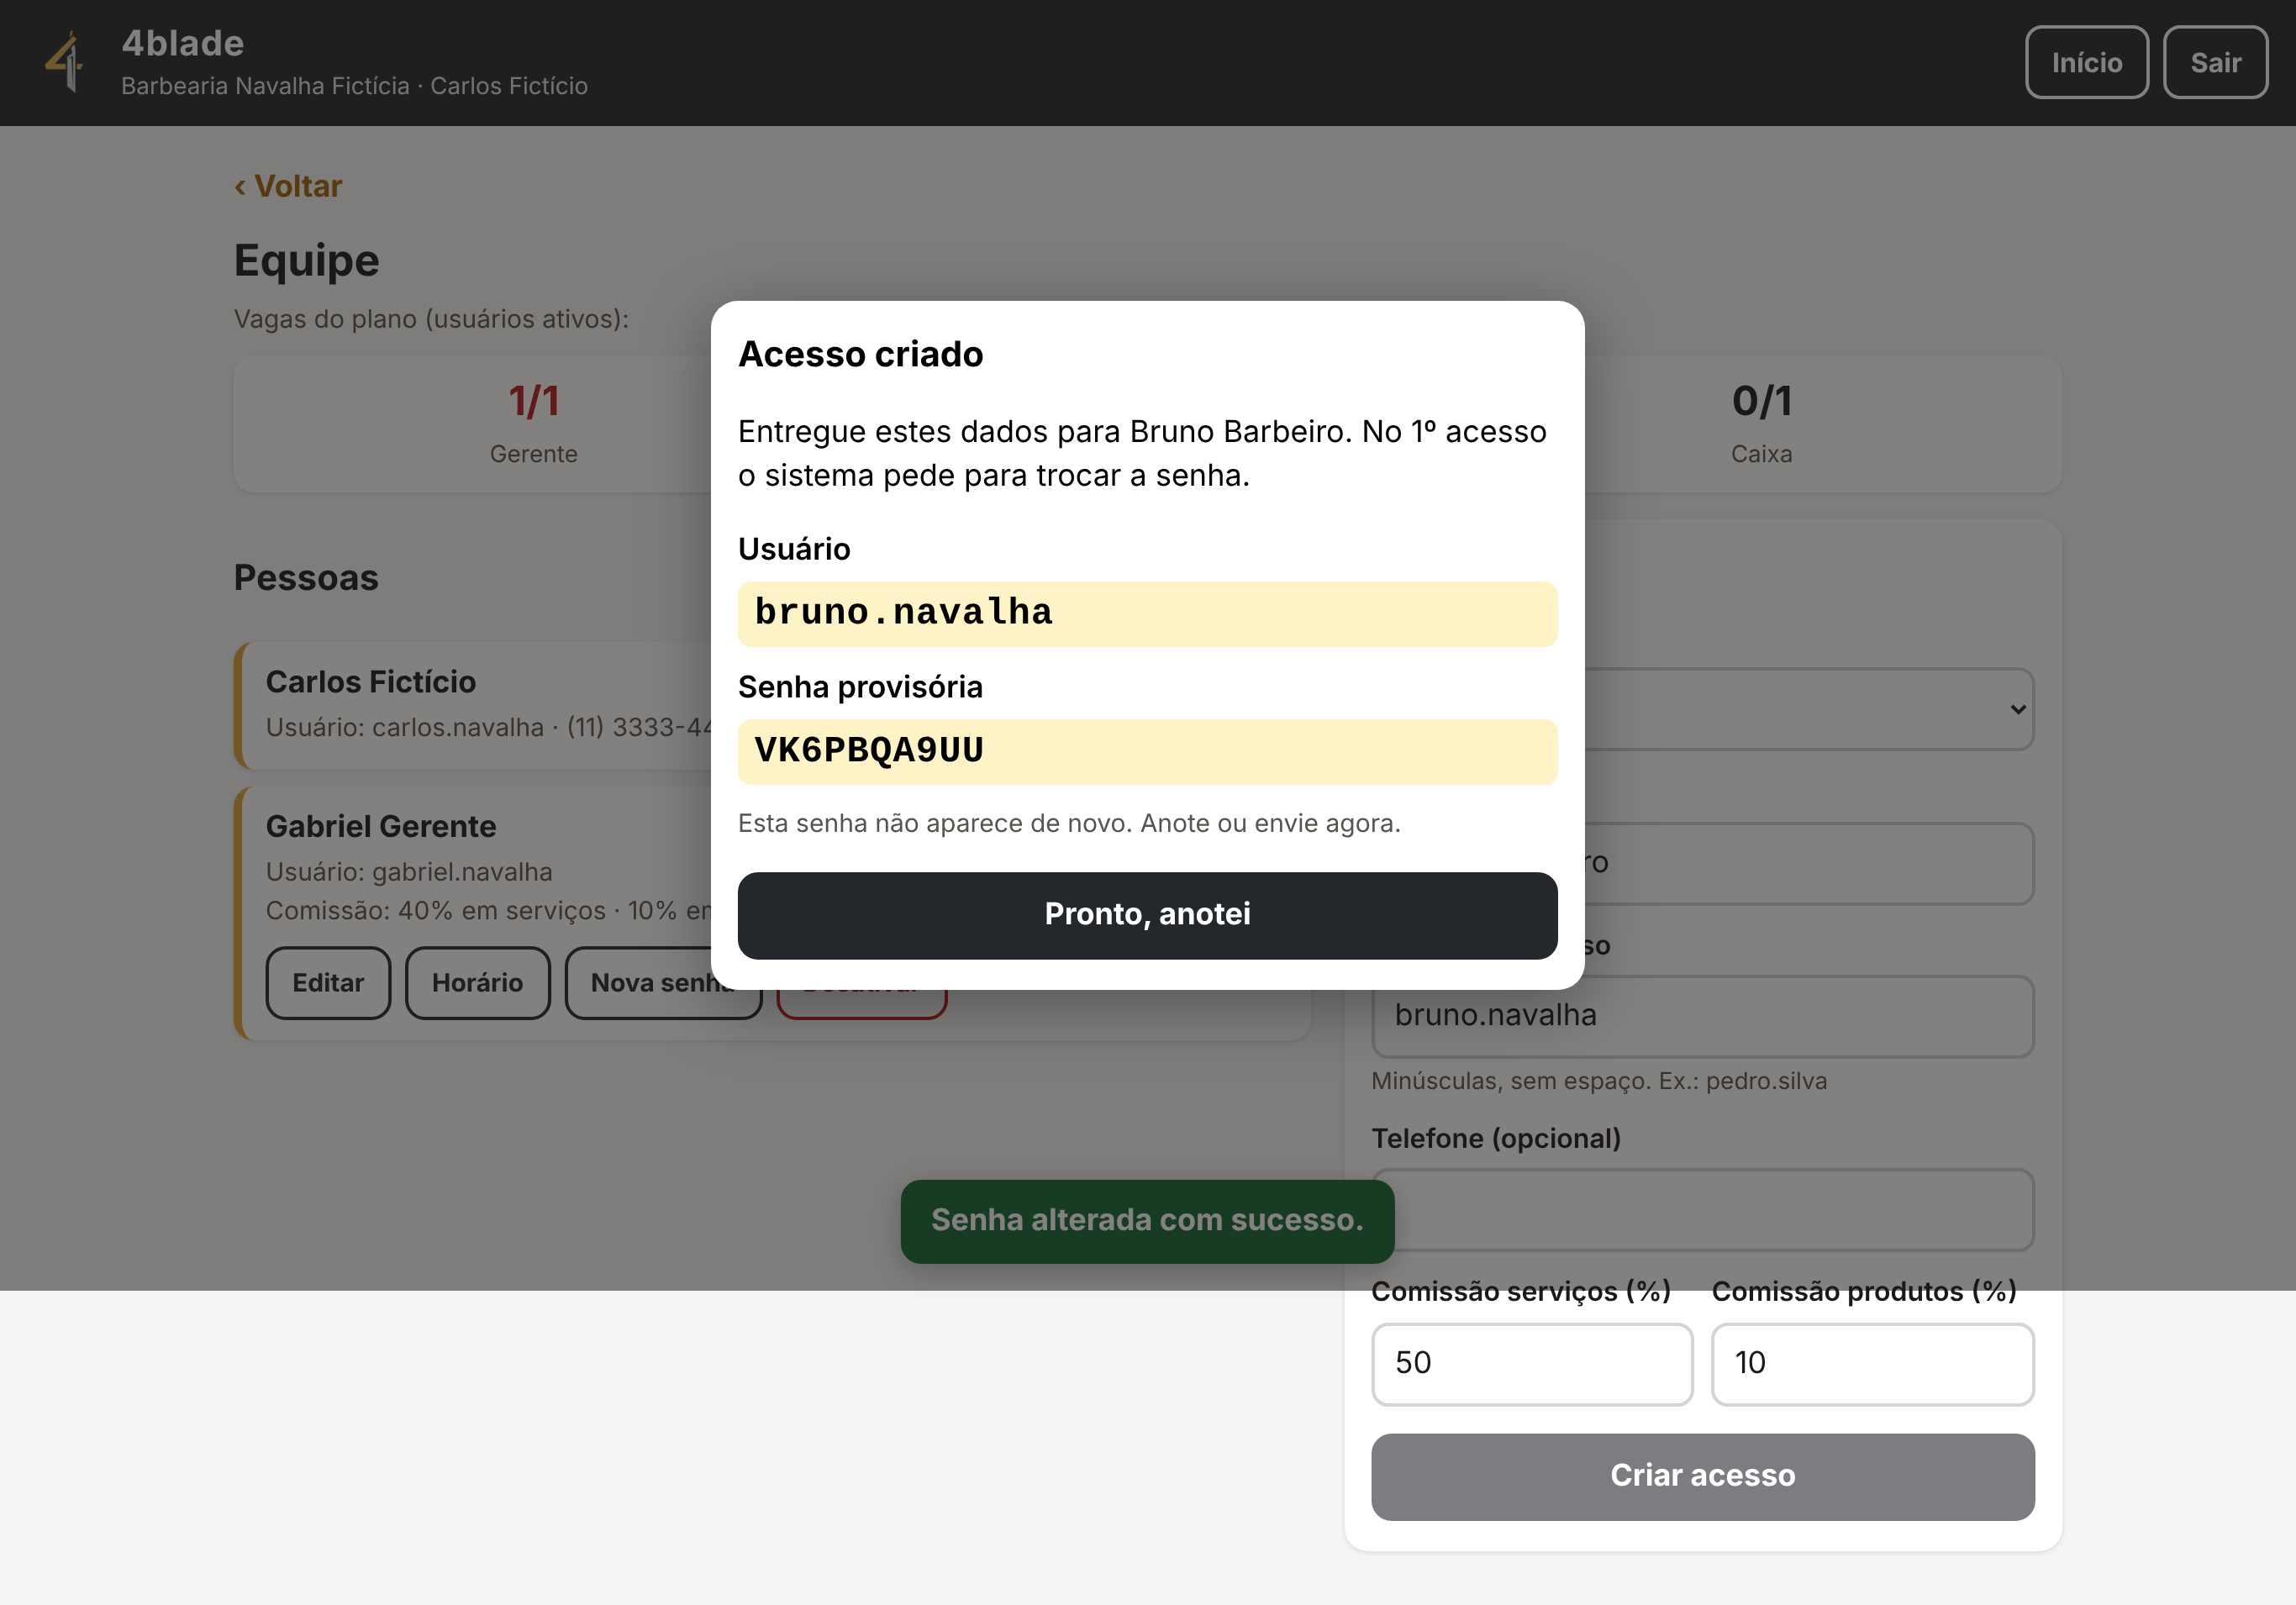 4blade
Barbearia Navalha Fictícia · Carlos Fictício
Início
Sair
‹ Voltar
Equipe
Vagas do plano (usuários ativos):
1/1
Gerente
0/1
Caixa
Pessoas
Carlos Fictício
Usuário: carlos.navalha · (11) 3333-44
Gabriel Gerente
Usuário: gabriel.navalha
Comissão: 40% em serviços · 10% em
Editar
Horário
Nova senha
Acesso criado
Entregue estes dados para Bruno Barbeiro. No 1º acesso
o sistema pede para trocar a senha.
Usuário
bruno.navalha
Senha provisória
VK6PBQA9UU
Esta senha não aparece de novo. Anote ou envie agora.
Pronto, anotei
bruno.navalha
Minúsculas, sem espaço. Ex.: pedro.silva
Telefone (opcional)
Senha alterada com sucesso.
Comissão serviços (%)
Comissão produtos (%)
50
10
Criar acesso